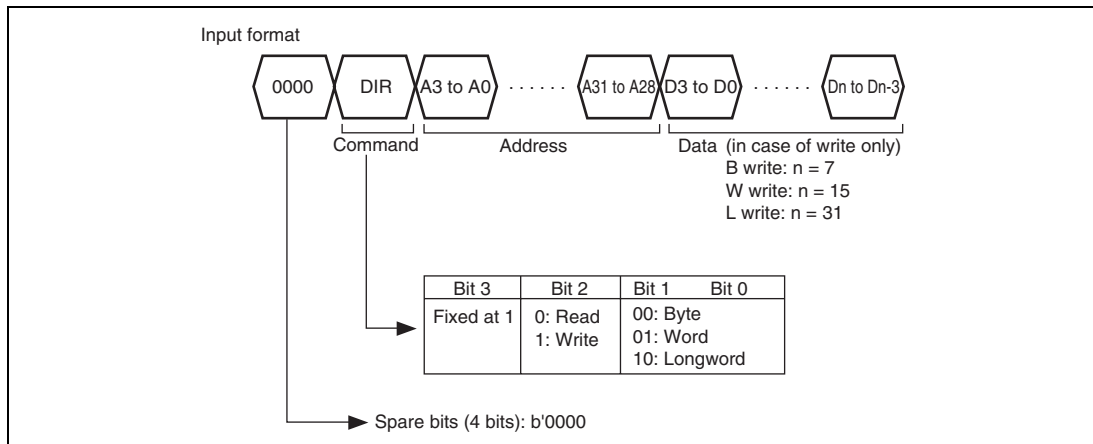 Input format
0000 DIR A3 to A0 · · · · · · A31 to A28 D3 to D0 · · · · · · Dn to Dn-3
Command Address Data (in case of write only)
B write: n = 7
W write: n = 15
L write: n = 31
Bit 3 Bit 2 Bit 1 Bit 0
Fixed at 1 0: Read 00: Byte
1: Write 01: Word
10: Longword
Spare bits (4 bits): b'0000